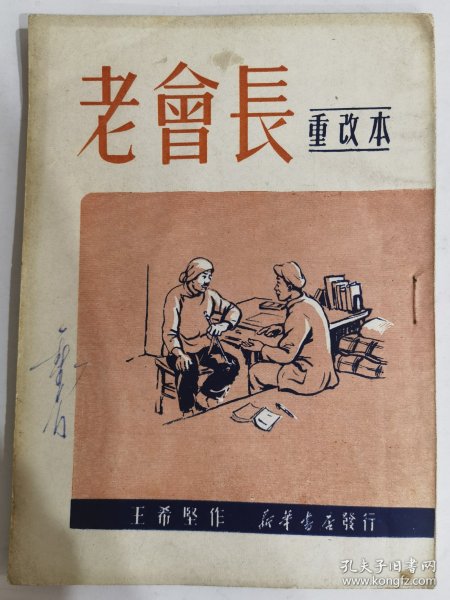 老會長 重改本
王希堅作 新華書店發行
孔夫子旧书网
www.kongfz.com